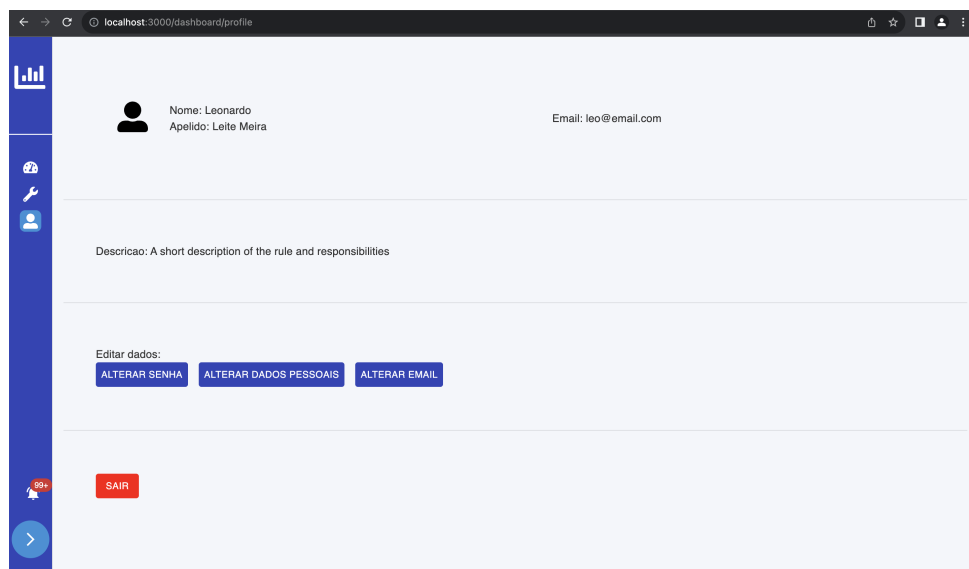 localhost:3000/dashboard/profile
Nome: Leonardo
Apelido: Leite Meira
Email: leo@email.com
Descricao: A short description of the rule and responsibilities
Editar dados:
ALTERAR SENHA ALTERAR DADOS PESSOAIS ALTERAR EMAIL
SAIR
99+